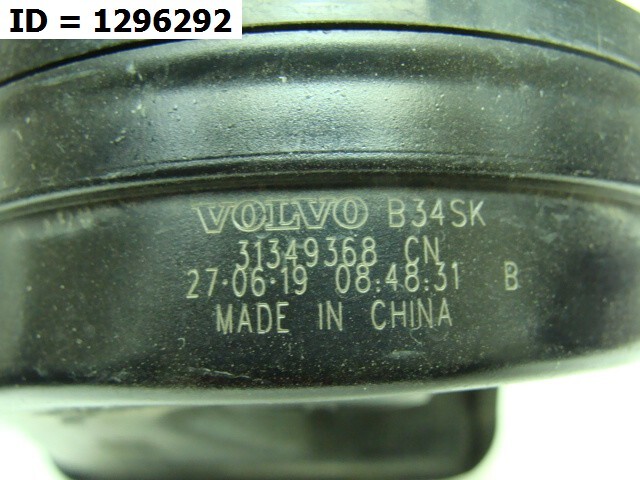 ID = 1296292
VOLVO B34SK
31349368 CN
27·06·19 08:48:31 B
MADE IN CHINA